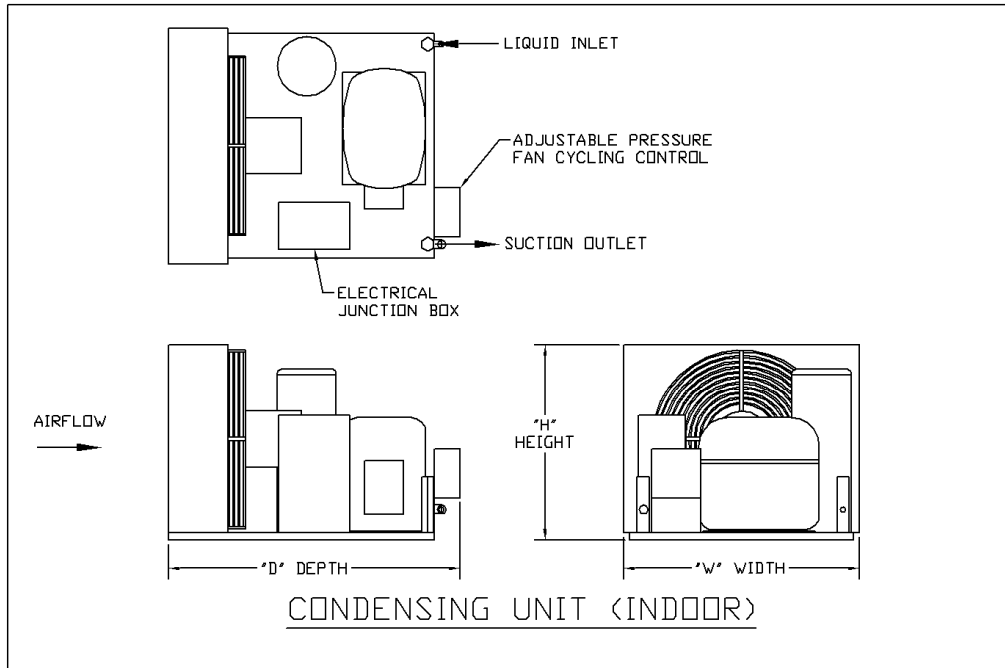 LIQUID INLET
ADJUSTABLE PRESSURE
FAN CYCLING CONTROL
SUCTION OUTLET
ELECTRICAL
JUNCTION BOX
AIRFLOW
"H"
HEIGHT
"D" DEPTH
"W" WIDTH
CONDENSING UNIT (INDOOR)